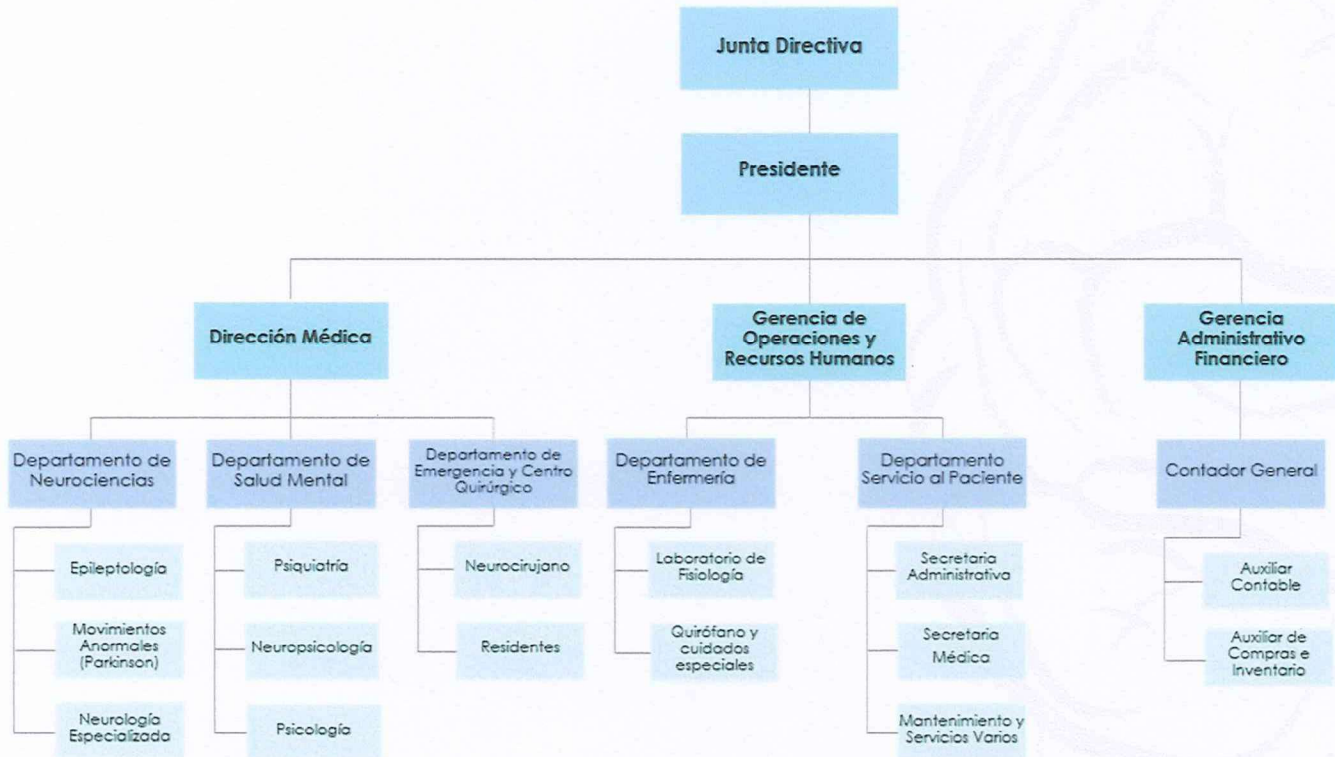 Junta Directiva
Presidente
Dirección Médica
Gerencia de
Operaciones y
Recursos Humanos
Gerencia
Administrativo
Financiero
Departamento de
Neurociencias
Departamento de
Salud Mental
Departamento de
Emergencia y Centro
Quirúrgico
Departamento de
Enfermería
Departamento
Servicio al Paciente
Contador General
Epileptología
Movimientos
Anormales
(Parkinson)
Neurología
Especializada
Psiquiatría
Neuropsicología
Psicología
Neurocirujano
Residentes
Laboratorio de
Fisiología
Quirófano y
cuidados
especiales
Secretaria
Administrativa
Secretaria
Médica
Mantenimiento y
Servicios Varios
Auxiliar
Contable
Auxiliar de
Compras e
Inventario